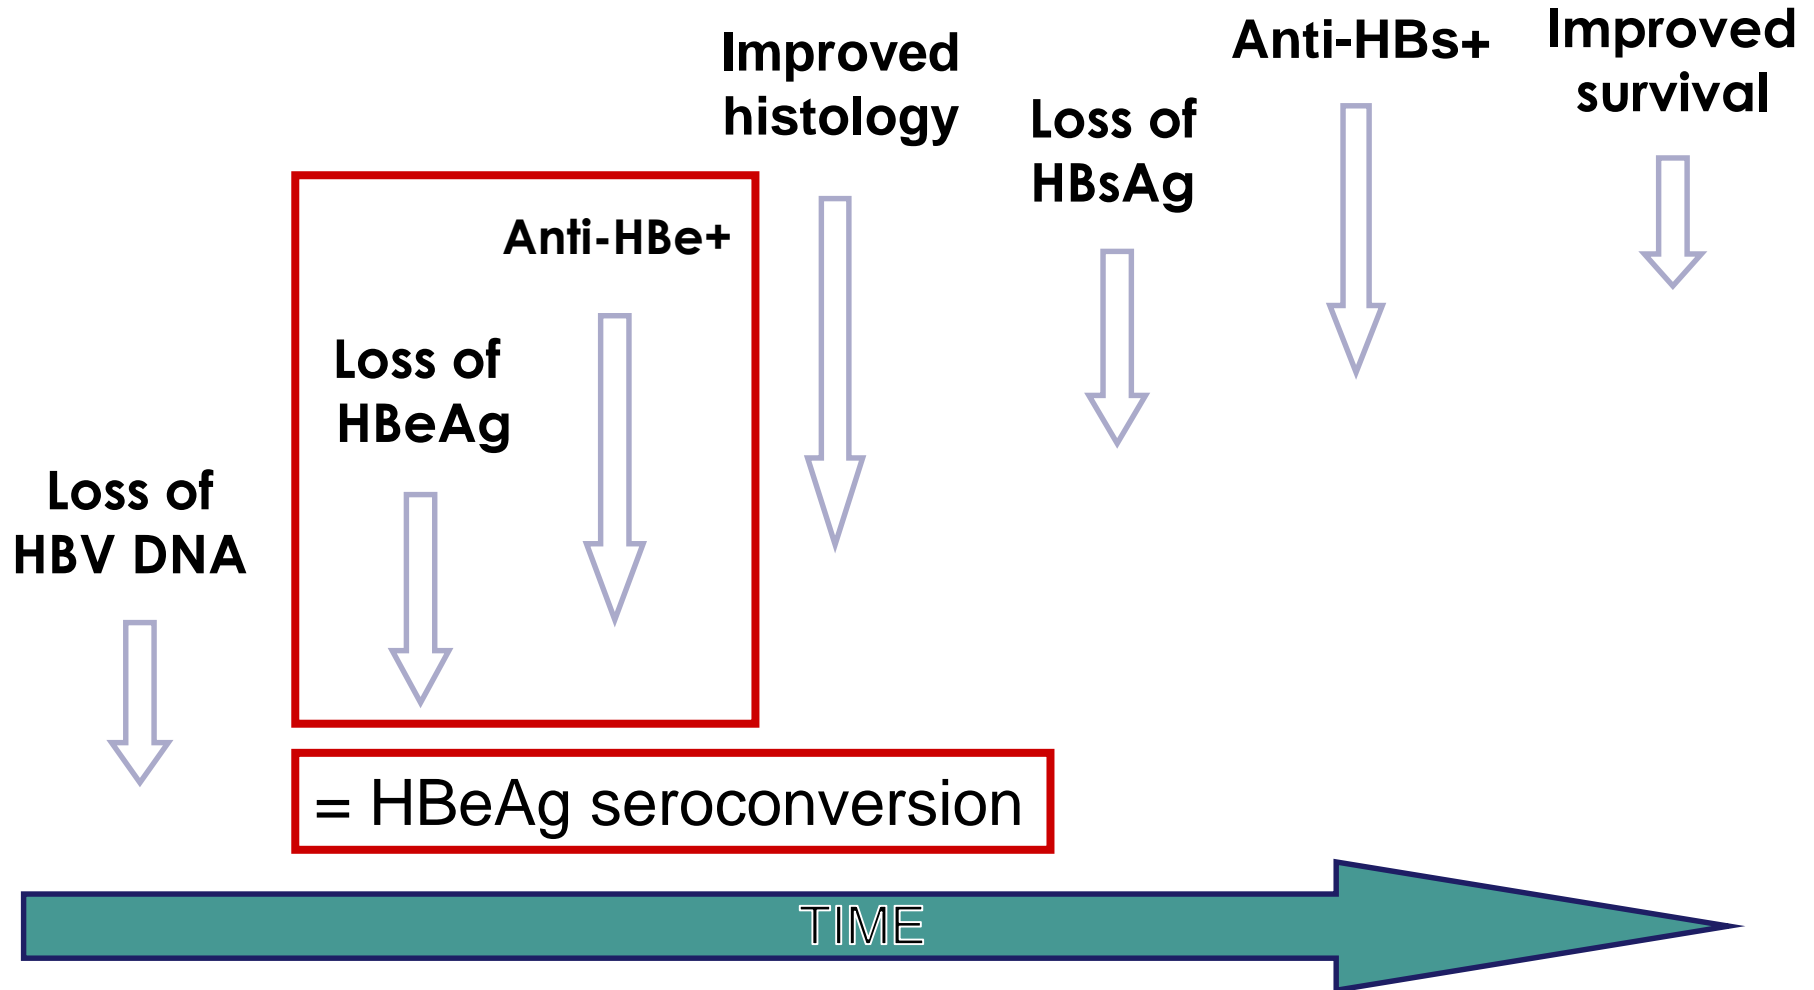 Loss of
HBV DNA
Loss of
HBeAg
Anti-HBe+
= HBeAg seroconversion
Improved
histology
Loss of
HBsAg
Anti-HBs+
Improved
survival
TIME